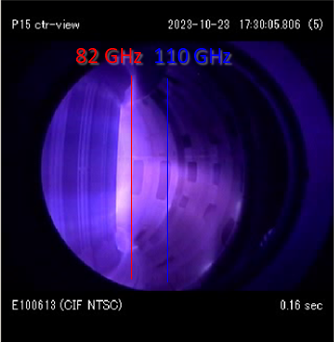 P15 ctr-view 2023-10-23 17:30:05.806 (5)
82 GHz 110 GHz
E100613 (CIF NTSC) 0.16 sec